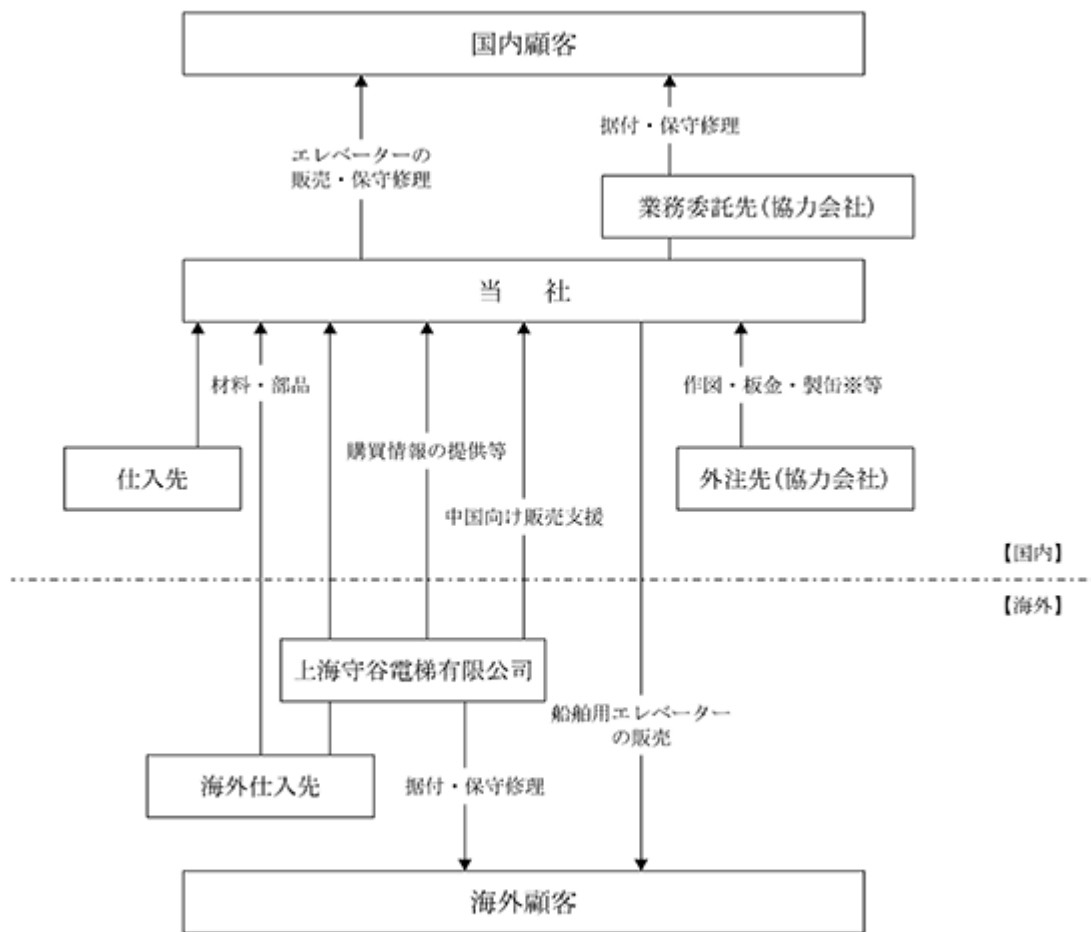 国内顧客
据付・保守修理
エレベーターの
販売・保守修理
業務委託先(協力会社)
当 社
材料・部品
作図・板金・製缶※等
購買情報の提供等
仕入先
外注先(協力会社)
中国向け販売支援
【国内】
【海外】
上海守谷電梯有限公司
船舶用エレベーター
の販売
海外仕入先
据付・保守修理
海外顧客